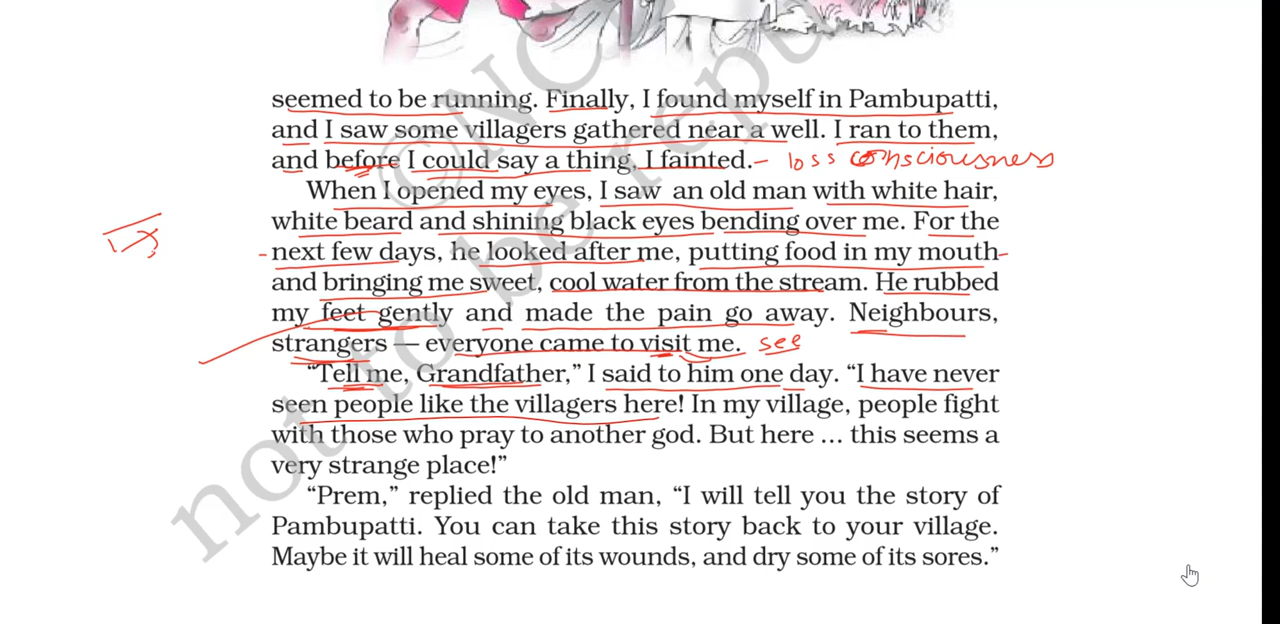 seemed to be running. Finally, I found myself in Pambupatti,
and I saw some villagers gathered near a well. I ran to them,
and before I could say a thing, I fainted. – loss consciousness
When I opened my eyes, I saw an old man with white hair,
white beard and shining black eyes bending over me. For the
next few days, he looked after me, putting food in my mouth
and bringing me sweet, cool water from the stream. He rubbed
my feet gently and made the pain go away. Neighbours,
strangers — everyone came to visit me. see
“Tell me, Grandfather,” I said to him one day. “I have never
seen people like the villagers here! In my village, people fight
with those who pray to another god. But here ... this seems a
very strange place!”
“Prem,” replied the old man, “I will tell you the story of
Pambupatti. You can take this story back to your village.
Maybe it will heal some of its wounds, and dry some of its sores.”
©NC
not to be repu